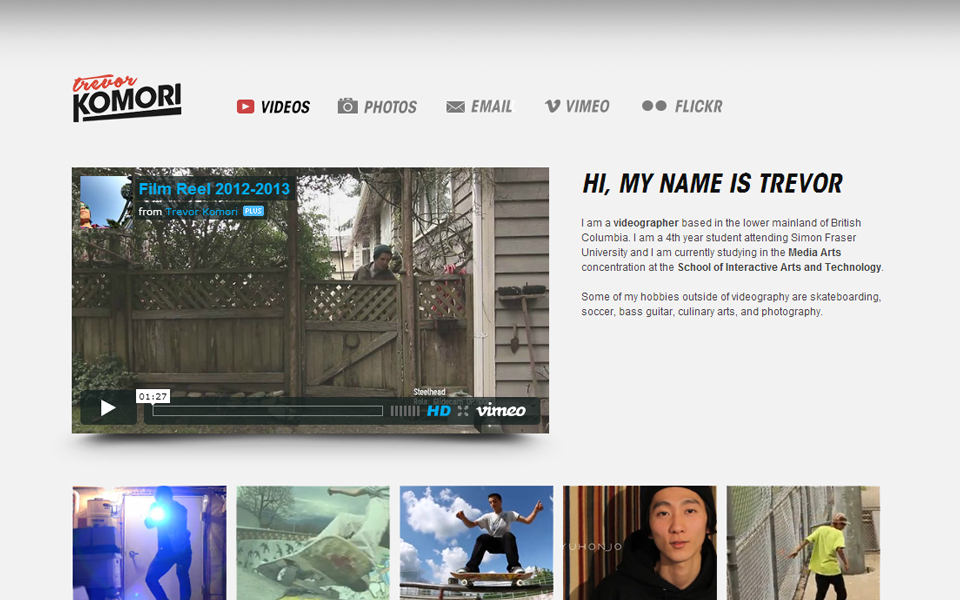 trevor
KOMORI
VIDEOS
PHOTOS
EMAIL
VIMEO
FLICKR
Film Reel 2012-2013
from Trevor Komori PLUS
HI, MY NAME IS TREVOR
I am a videographer based in the lower mainland of British
Columbia. I am a 4th year student attending Simon Fraser
University and I am currently studying in the Media Arts
concentration at the School of Interactive Arts and Technology.
Some of my hobbies outside of videography are skateboarding,
soccer, bass guitar, culinary arts, and photography.
Steelhead
01:27
HD
vimeo
YUHONJO